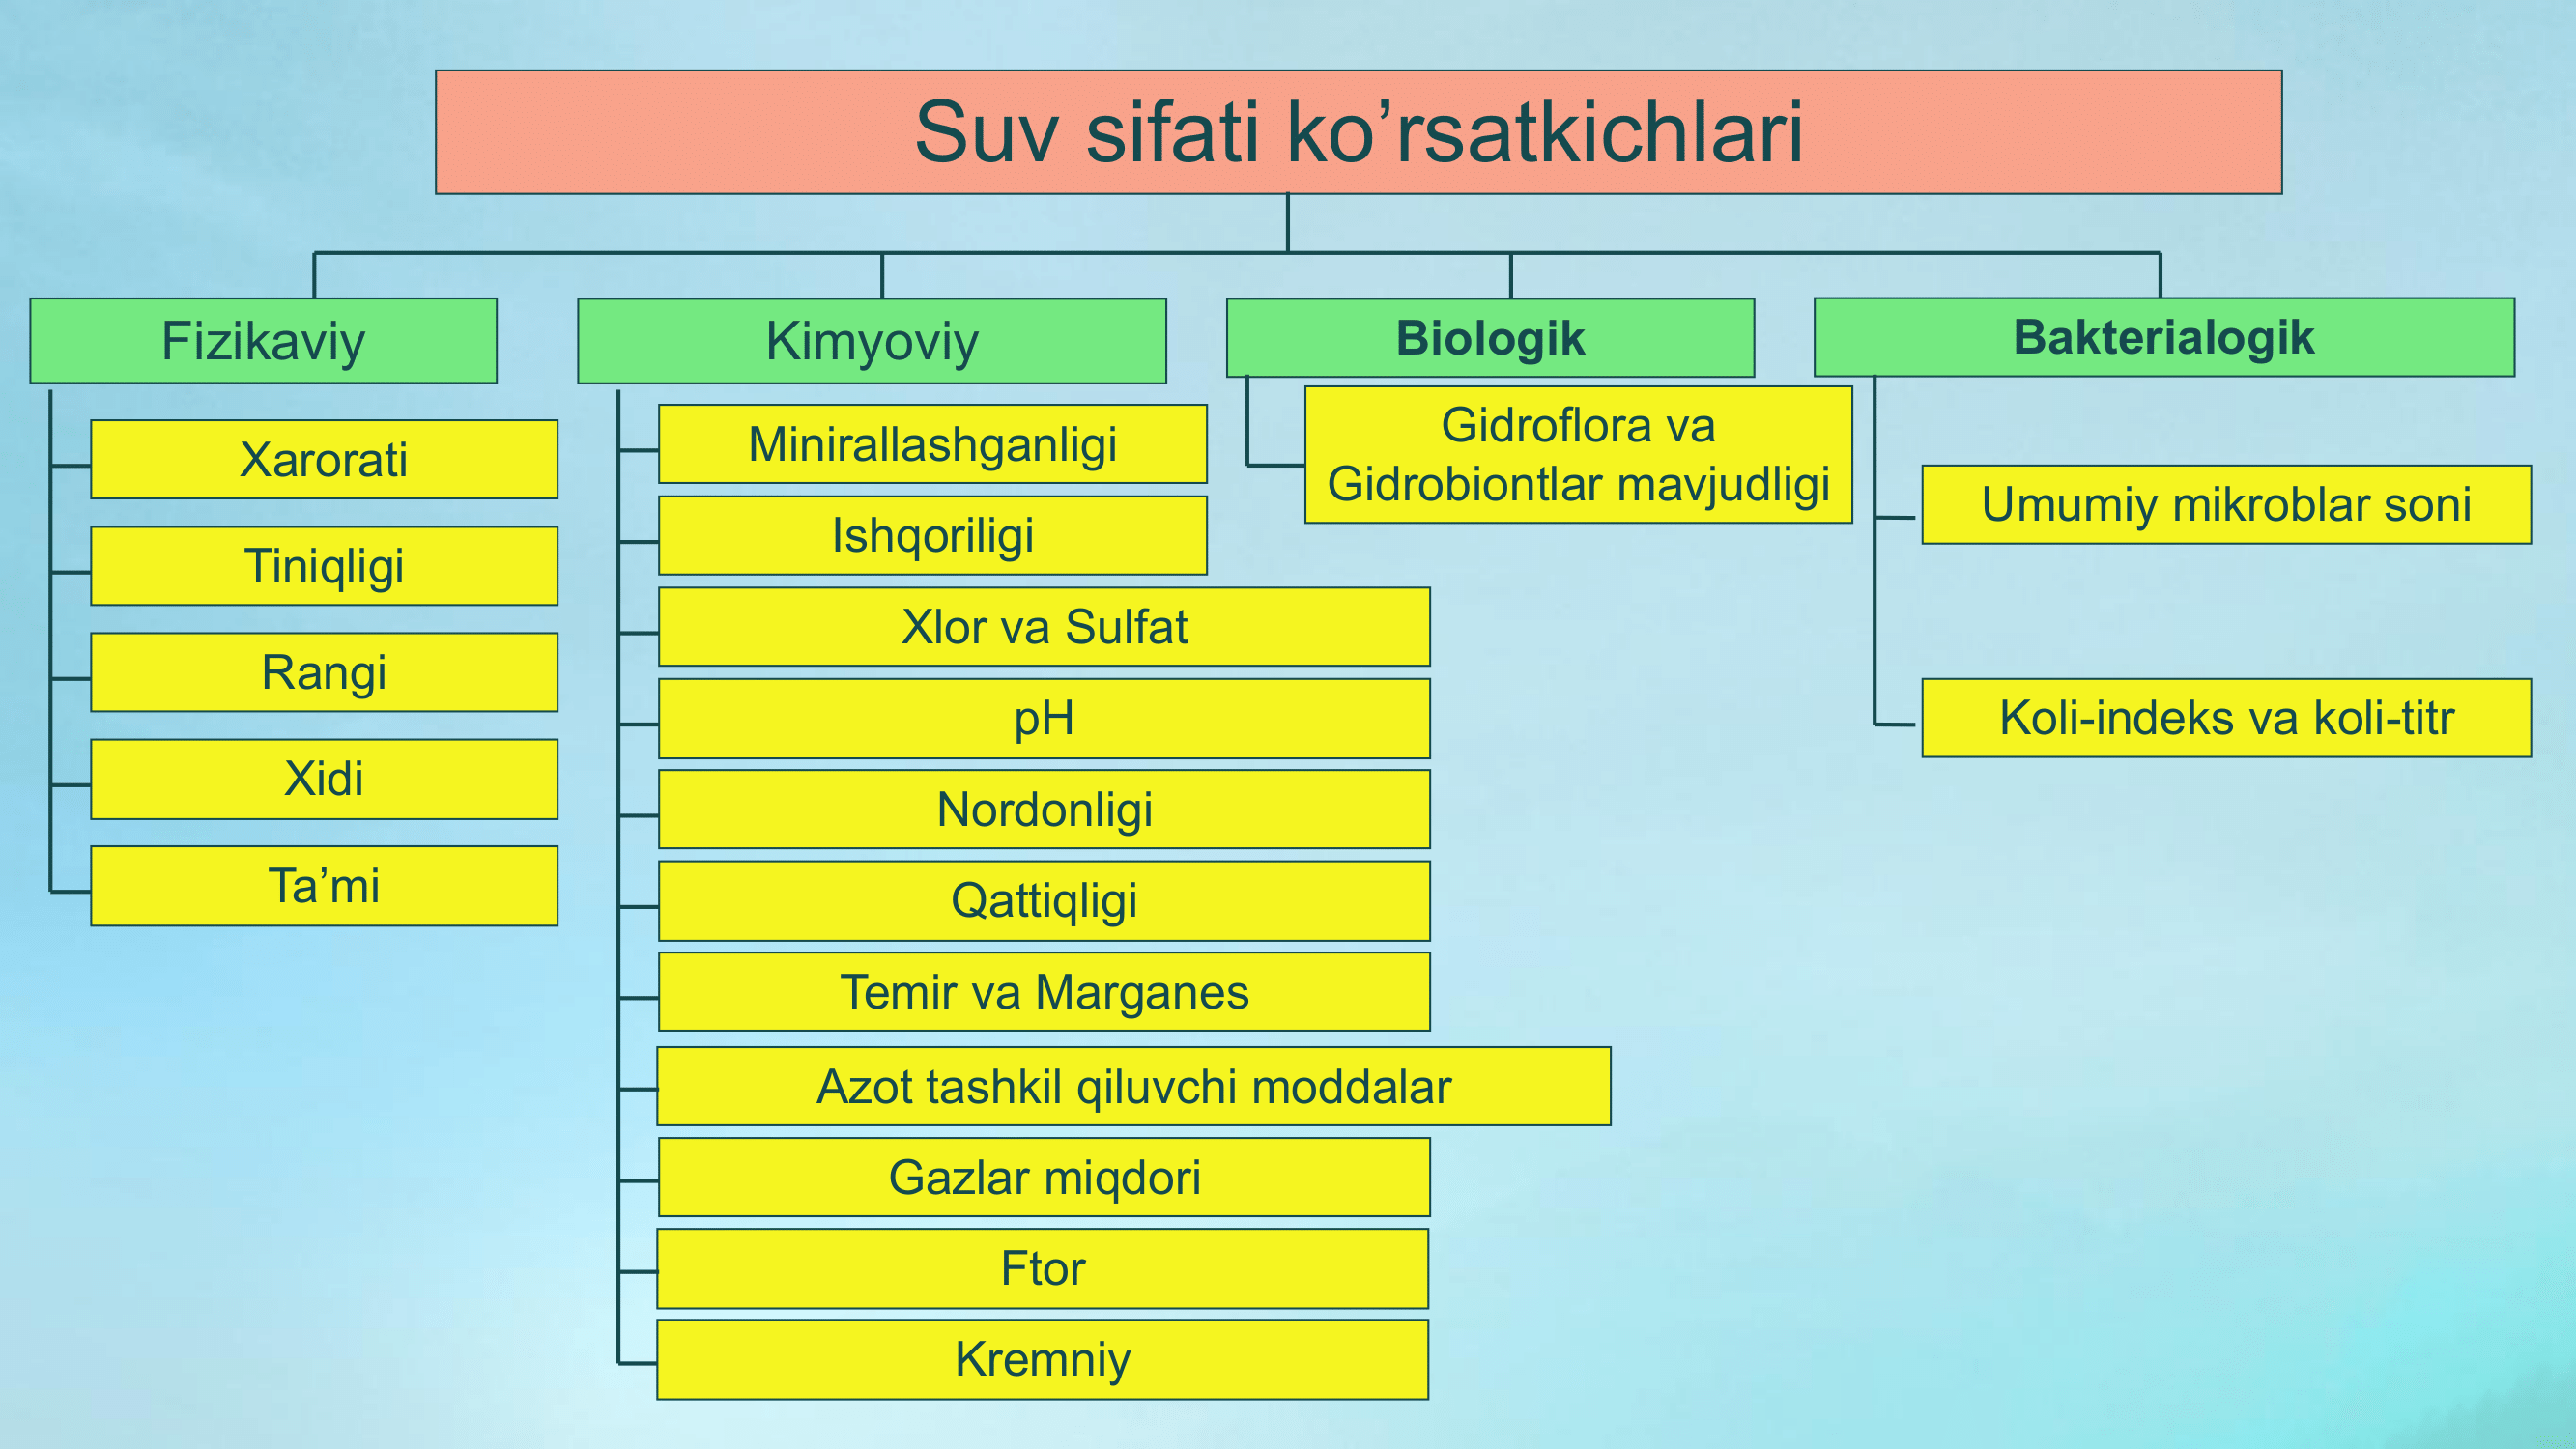 Suv sifati ko’rsatkichlari
Fizikaviy
Xarorati
Tiniqligi
Rangi
Xidi
Ta’mi
Kimyoviy
Minirallashganligi
Ishqoriligi
Xlor va Sulfat
pH
Nordonligi
Qattiqligi
Temir va Marganes
Azot tashkil qiluvchi moddalar
Gazlar miqdori
Ftor
Kremniy
Biologik
Gidroflora va
Gidrobiontlar mavjudligi
Bakterialogik
Umumiy mikroblar soni
Koli-indeks va koli-titr